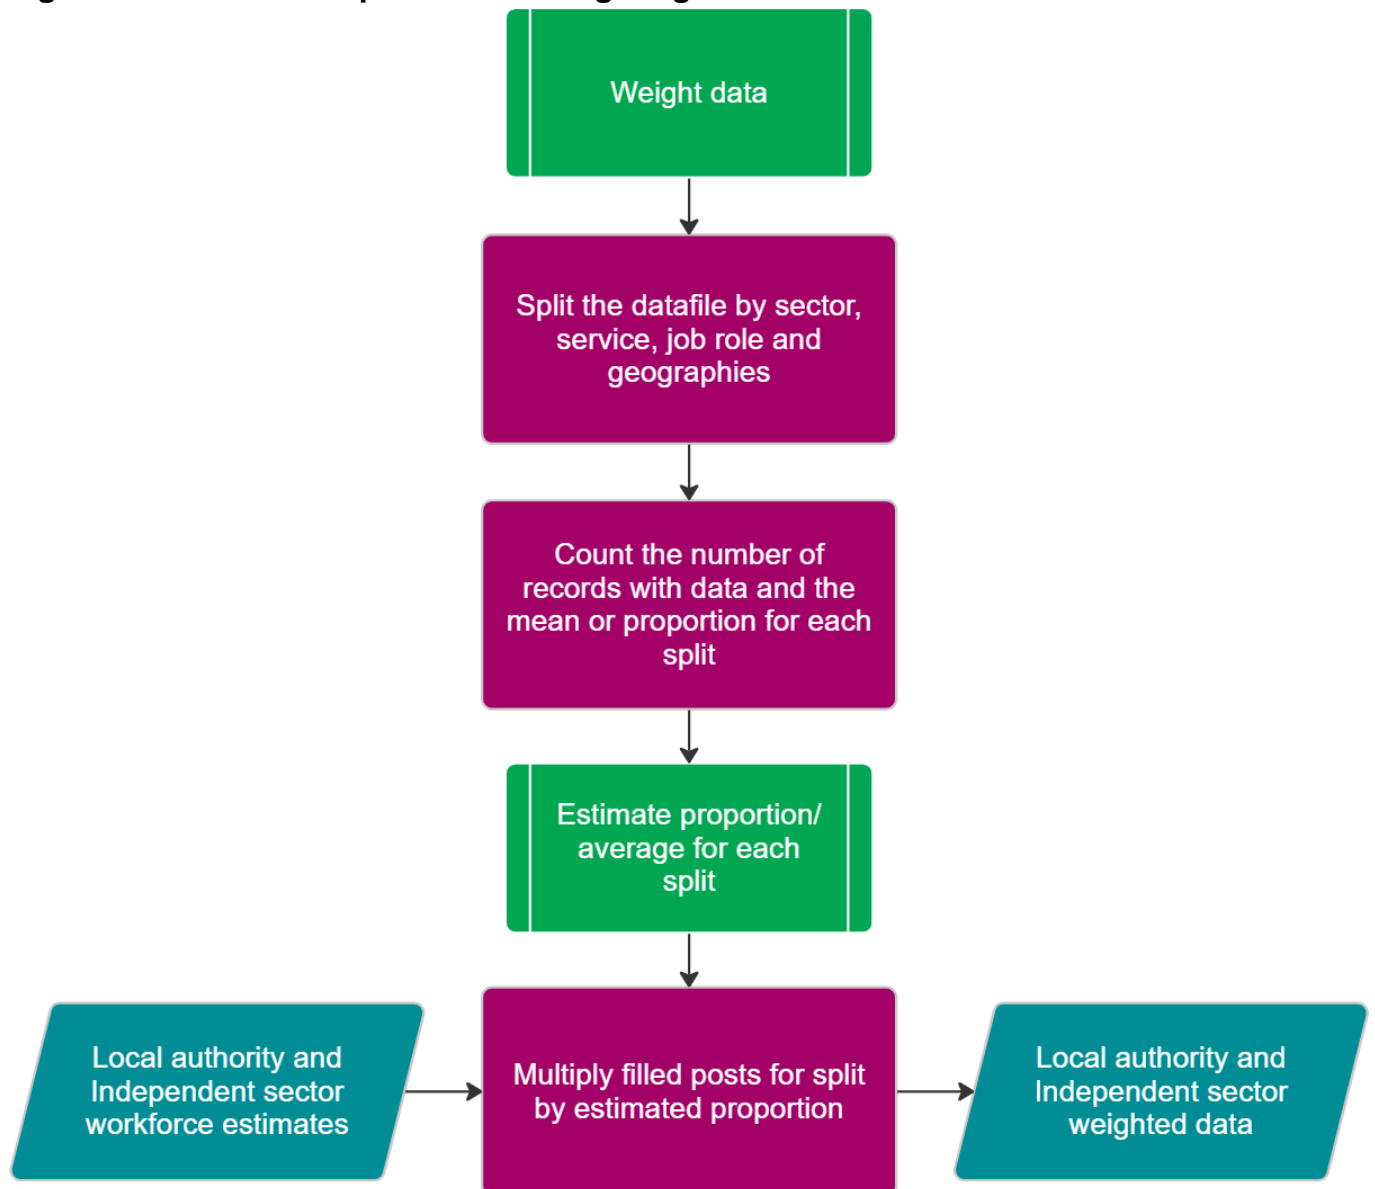 Weight data
Split the datafile by sector,
service, job role and
geographies
Count the number of
records with data and the
mean or proportion for each
split
Estimate proportion/
average for each
split
Local authority and
Independent sector
workforce estimates
Multiply filled posts for split
by estimated proportion
Local authority and
Independent sector
weighted data